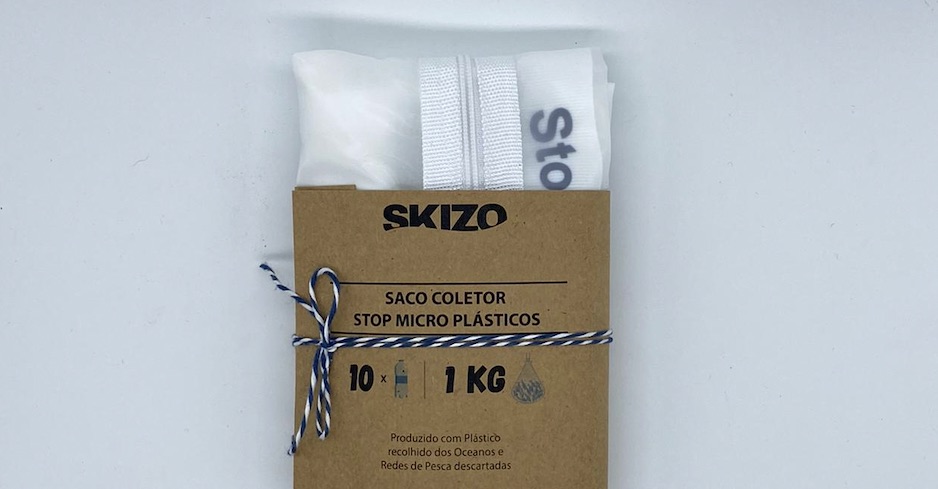 Sto
SKIZO
SACO COLETOR
STOP MICRO PLÁSTICOS
10 x
1 KG
Produzido com Plástico
recolhido dos Oceanos e
Redes de Pesca descartadas